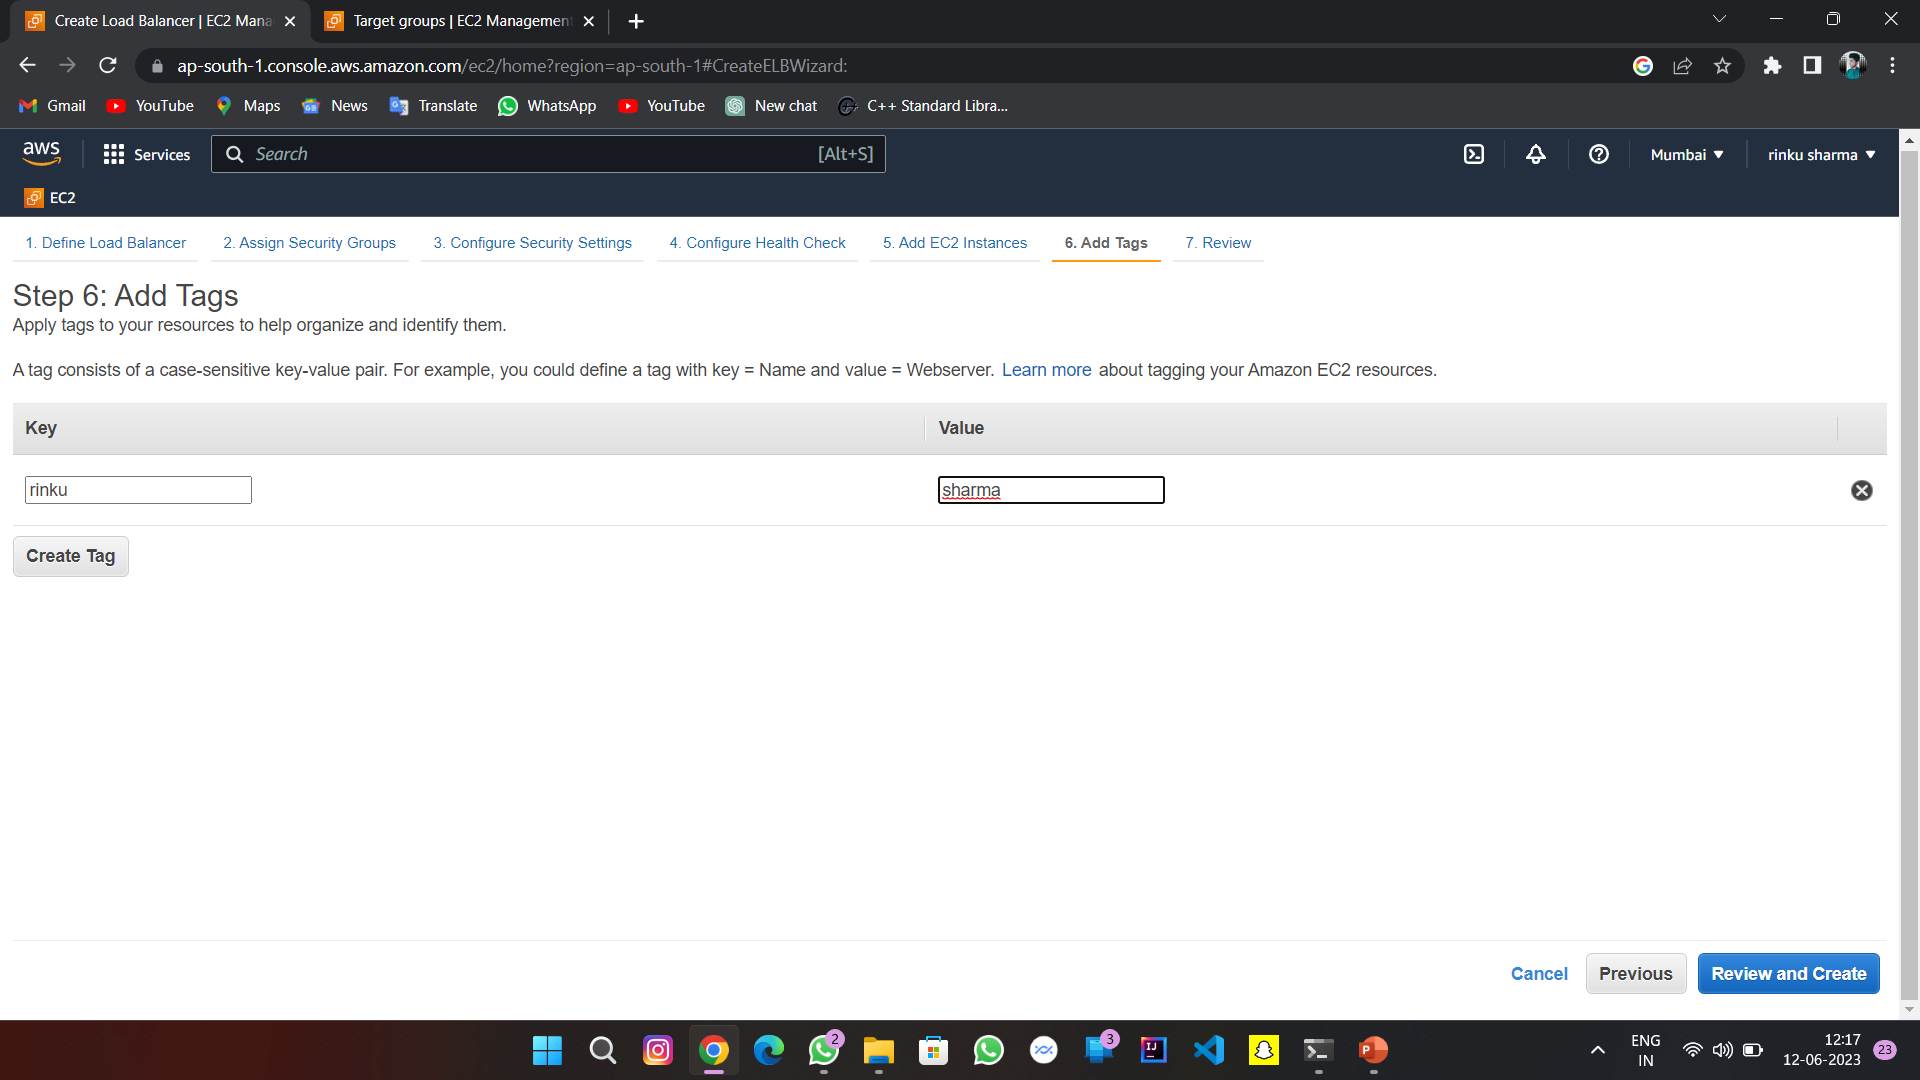 Create Load Balancer | EC2 Mana
Target groups | EC2 Management
ap-south-1.console.aws.amazon.com/ec2/home?region=ap-south-1#CreateELBWizard:
Gmail YouTube Maps News Translate WhatsApp YouTube New chat C++ Standard Libra...
aws Services Search [Alt+S] Mumbai rinku sharma
EC2
1. Define Load Balancer 2. Assign Security Groups 3. Configure Security Settings 4. Configure Health Check 5. Add EC2 Instances 6. Add Tags 7. Review
Step 6: Add Tags
Apply tags to your resources to help organize and identify them.
A tag consists of a case-sensitive key-value pair. For example, you could define a tag with key = Name and value = Webserver. Learn more about tagging your Amazon EC2 resources.
Key Value
rinku sharma
Create Tag
Cancel Previous Review and Create
2 3 IJ P
ENG
IN
12:17
12-06-2023
23